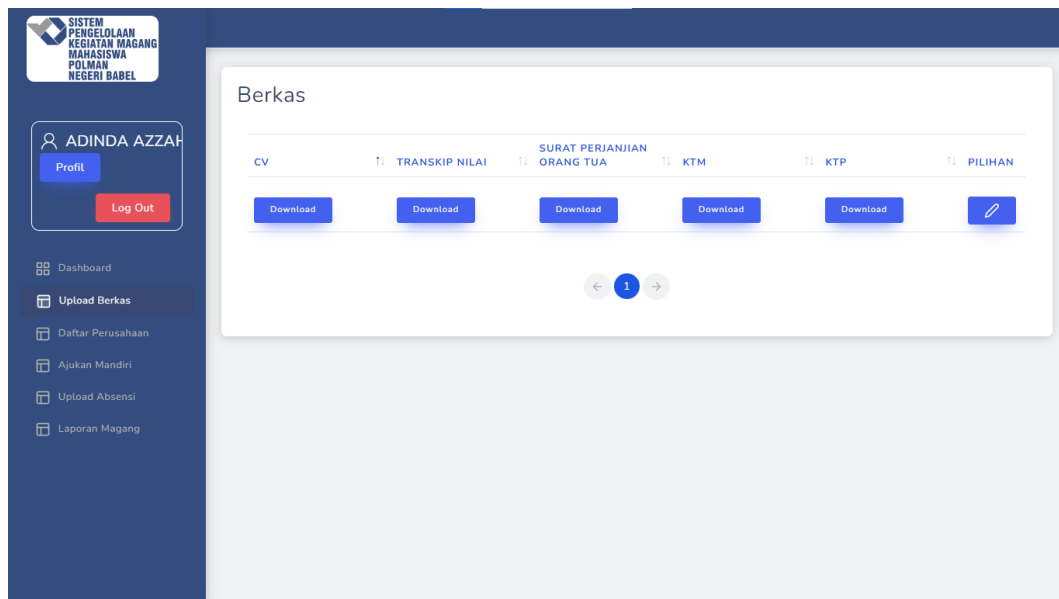 SISTEM
PENGELOLAAN
KEGIATAN MAGANG
MAHASISWA
POLMAN
NEGERI BABEL
ADINDA AZZAH
Profil
Log Out
Dashboard
Upload Berkas
Daftar Perusahaan
Ajukan Mandiri
Upload Absensi
Laporan Magang
Berkas
CV
TRANSKIP NILAI
SURAT PERJANJIAN
ORANG TUA
KTM
KTP
PILIHAN
Download
Download
Download
Download
Download
1